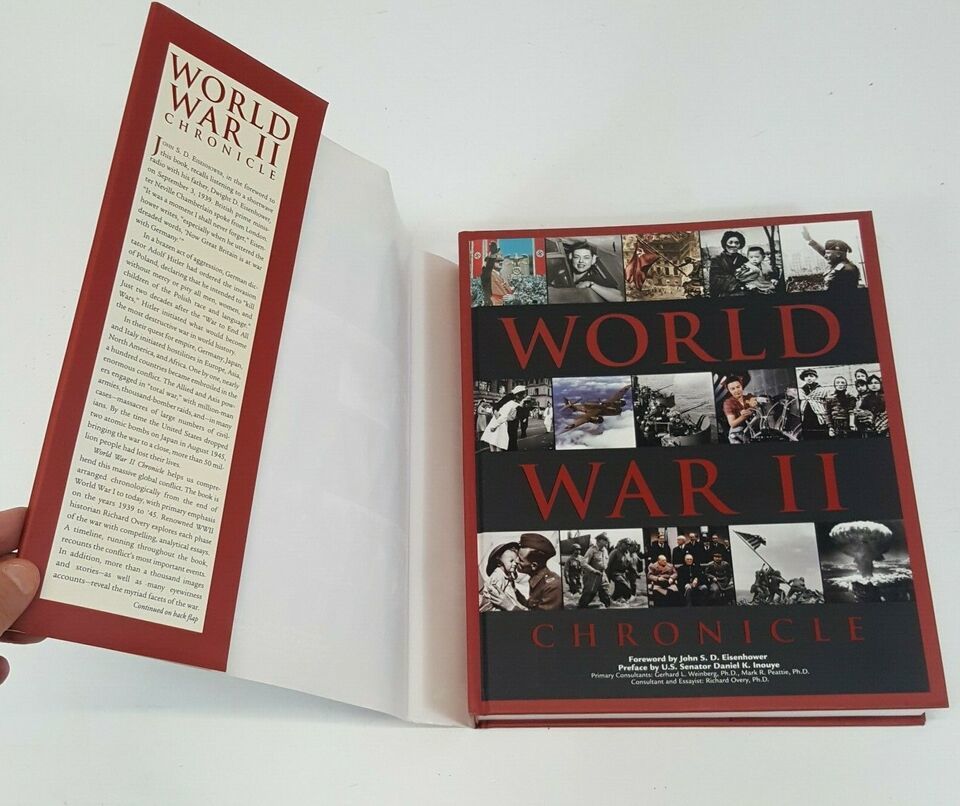 WORLD
WAR II
CHRONICLE
JOHN S. D. EISENHOWER, in the foreword to
this book, recalls listening to a shortwave
radio with his father, Dwight D. Eisenhower,
on September 3, 1939. British prime minis-
ter Neville Chamberlain spoke from London.
"It was a moment I shall never forget," Eisen-
hower writes, "especially when he uttered the
dreaded words, 'Now Great Britain is at war
with Germany.'"
In a brazen act of aggression, German dic-
tator Adolf Hitler had ordered the invasion
of Poland, declaring that he intended to "kill
without mercy or pity all men, women, and
children of the Polish race and language."
Just two decades after the "War to End All
Wars," Hitler initiated what would become
the most destructive war in world history.
In their quest for empire, Germany, Japan,
and Italy initiated hostilities in Europe, Asia,
North America, and Africa. One by one, nearly
a hundred countries became embroiled in the
enormous conflict. The Allied and Axis pow-
ers engaged in "total war," with million-man
armies, thousand-bomber raids, and—in many
cases—massacres of large numbers of civil-
ians. By the time the United States dropped
two atomic bombs on Japan in August 1945,
bringing the war to a close, more than 50 mil-
lion people had lost their lives.
World War II Chronicle helps us compre-
hend this massive global conflict. The book is
arranged chronologically from the end of
World War I to today, with primary emphasis
on the years 1939 to '45. Renowned WWII
historian Richard Overy explores each phase
of the war with compelling, analytical essays.
A timeline, running throughout the book,
recounts the conflict's most important events.
In addition, more than a thousand images
and stories—as well as many eyewitness
accounts—reveal the myriad facets of the war.
Continued on back flap
WORLD
WAR II
CHRONICLE
Foreword by John S. D. Eisenhower
Preface by U.S. Senator Daniel K. Inouye
Primary Consultants: Gerhard L. Weinberg, Ph.D., Mark R. Peattie, Ph.D.
Consultant and Essayist: Richard Overy, Ph.D.